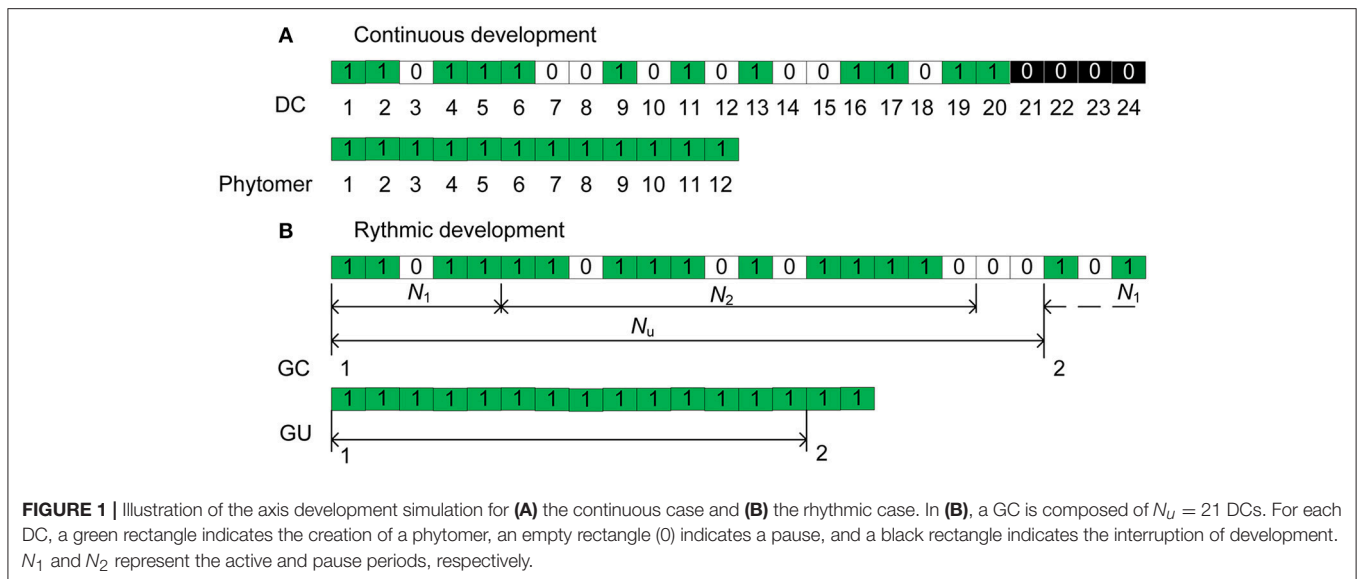 A Continuous development
1 1 0 1 1 1 0 0 1 0 1 0 1 0 0 1 1 0 1 1 0 0 0 0
DC 1 2 3 4 5 6 7 8 9 10 11 12 13 14 15 16 17 18 19 20 21 22 23 24
1 1 1 1 1 1 1 1 1 1 1 1
Phytomer 1 2 3 4 5 6 7 8 9 10 11 12
B Rythmic development
1 1 0 1 1 1 1 0 1 1 1 0 1 0 1 1 1 1 0 0 0 1 0 1
N1 N2 N1
Nu
GC 1 2
1 1 1 1 1 1 1 1 1 1 1 1 1 1 1 1
GU 1 2
FIGURE 1 | Illustration of the axis development simulation for (A) the continuous case and (B) the rhythmic case. In (B), a GC is composed of Nu = 21 DCs. For each
DC, a green rectangle indicates the creation of a phytomer, an empty rectangle (0) indicates a pause, and a black rectangle indicates the interruption of development.
N1 and N2 represent the active and pause periods, respectively.